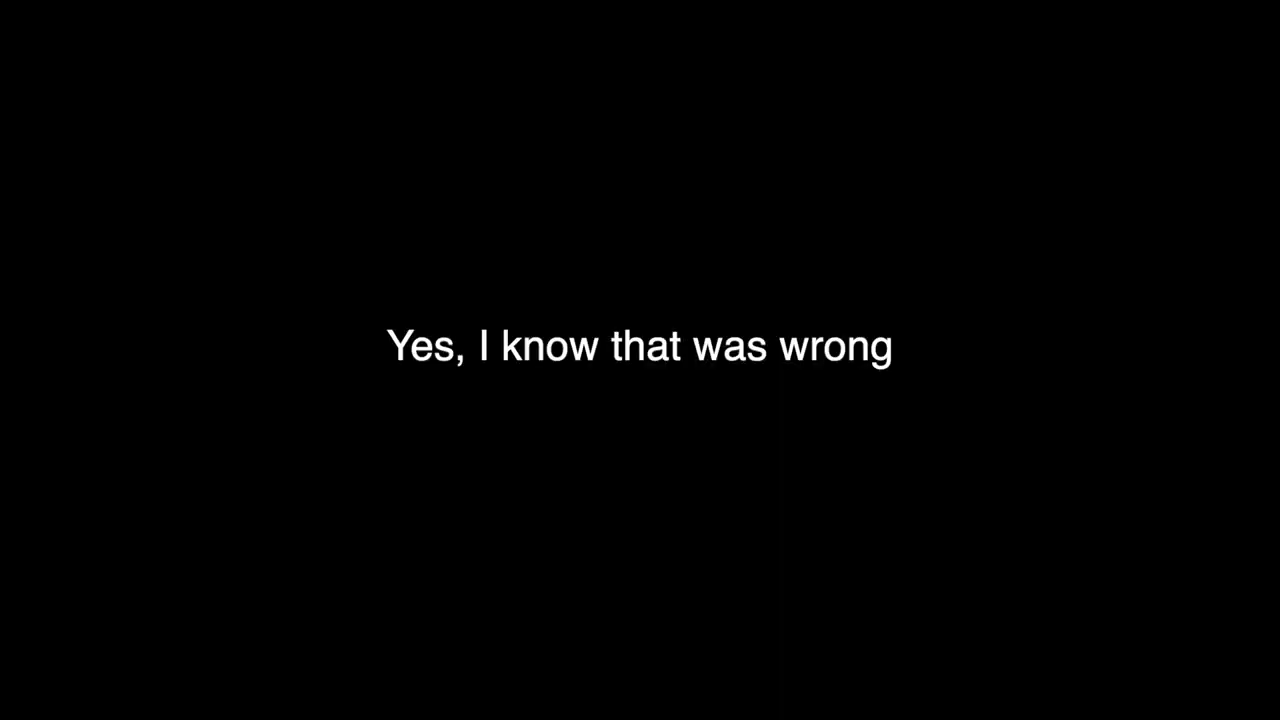 Yes, I know that was wrong